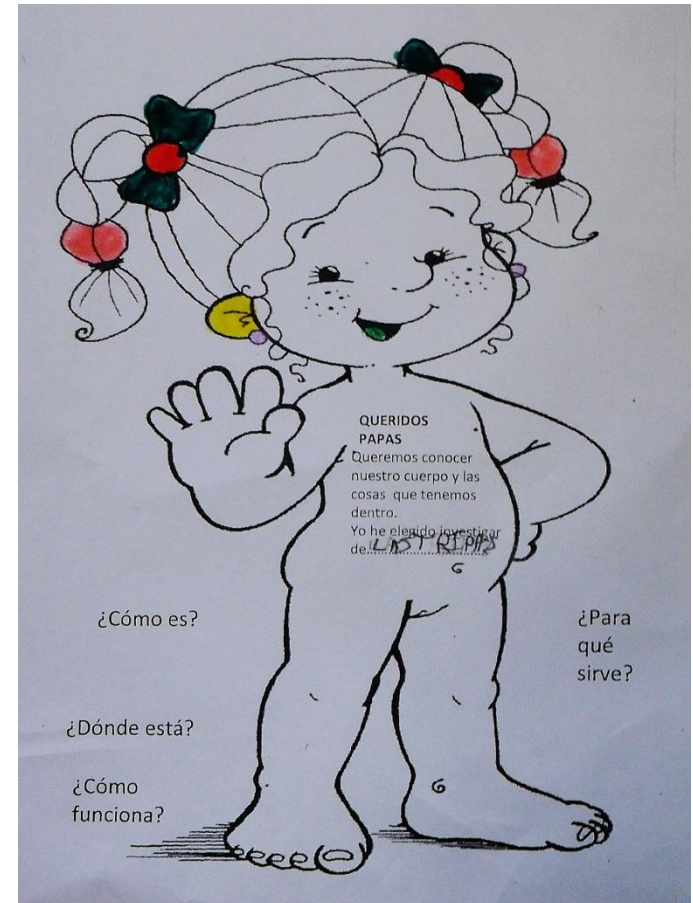 QUERIDOS
PAPAS
Queremos conocer
nuestro cuerpo y las
cosas que tenemos
dentro.
Yo he elegido investigar
de LAS TRIPAS
¿Cómo es?
¿Para
qué
sirve?
¿Dónde está?
¿Cómo
funciona?